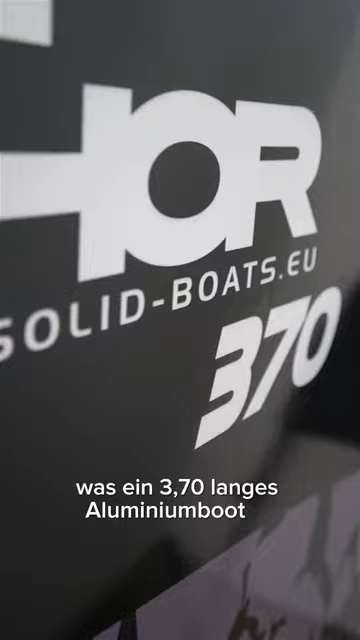 HOR
SOLID-BOATS.EU
370
was ein 3,70 langes
Aluminiumboot